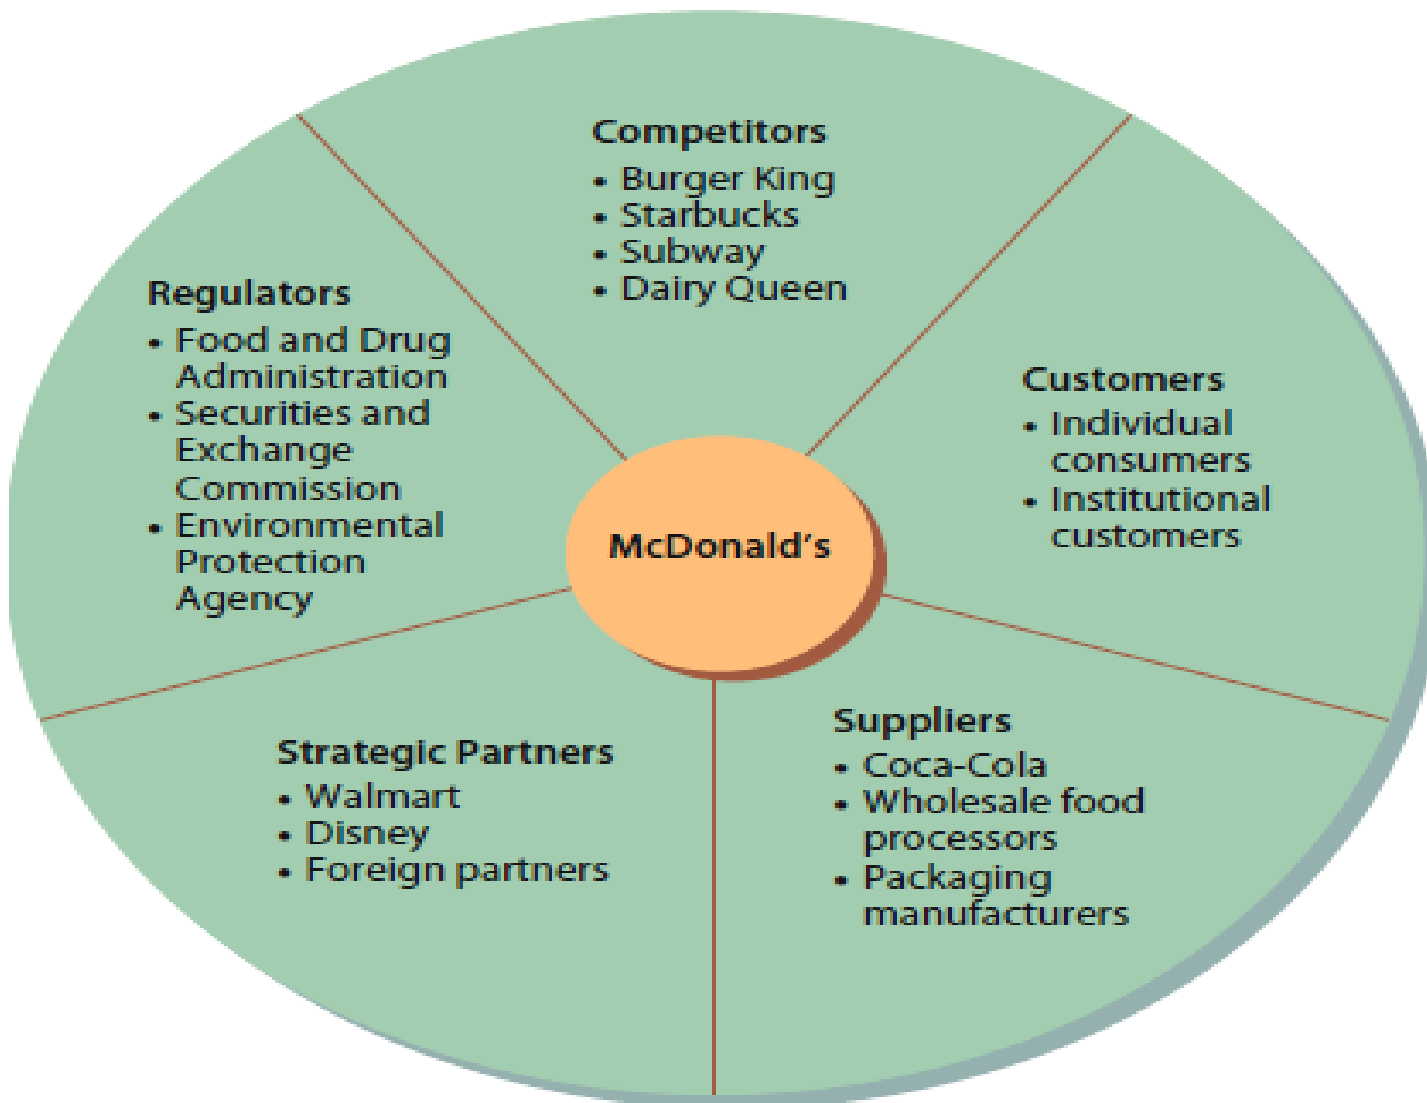 Competitors
• Burger King
• Starbucks
• Subway
• Dairy Queen
Regulators
• Food and Drug
Administration
• Securities and
Exchange
Commission
• Environmental
Protection
Agency
Customers
• Individual
consumers
• Institutional
customers
McDonald's
Strategic Partners
• Walmart
• Disney
• Foreign partners
Suppliers
• Coca-Cola
• Wholesale food
processors
• Packaging
manufacturers